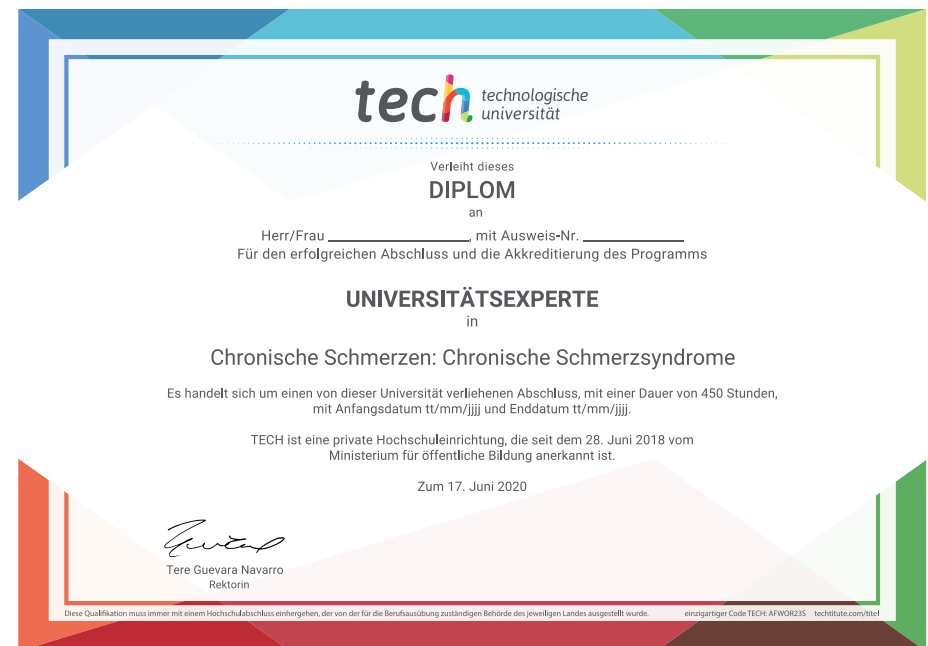 tech technologische
universität
Verleiht dieses
DIPLOM
an
Herr/Frau ____________________, mit Ausweis-Nr. ______________
Für den erfolgreichen Abschluss und die Akkreditierung des Programms
UNIVERSITÄTSEXPERTE
in
Chronische Schmerzen: Chronische Schmerzsyndrome
Es handelt sich um einen von dieser Universität verliehenen Abschluss, mit einer Dauer von 450 Stunden,
mit Anfangsdatum tt/mm/jjjj und Enddatum tt/mm/jjjj.
TECH ist eine private Hochschuleinrichtung, die seit dem 28. Juni 2018 vom
Ministerium für öffentliche Bildung anerkannt ist.
Zum 17. Juni 2020
Tere Guevara Navarro
Rektorin
Diese Qualifikation muss immer mit einem Hochschulabschluss einhergehen, der von der für die Berufsausübung zuständigen Behörde des jeweiligen Landes ausgestellt wurde. einzigartiger Code TECH: AFWOR23S techtitute.com/titel